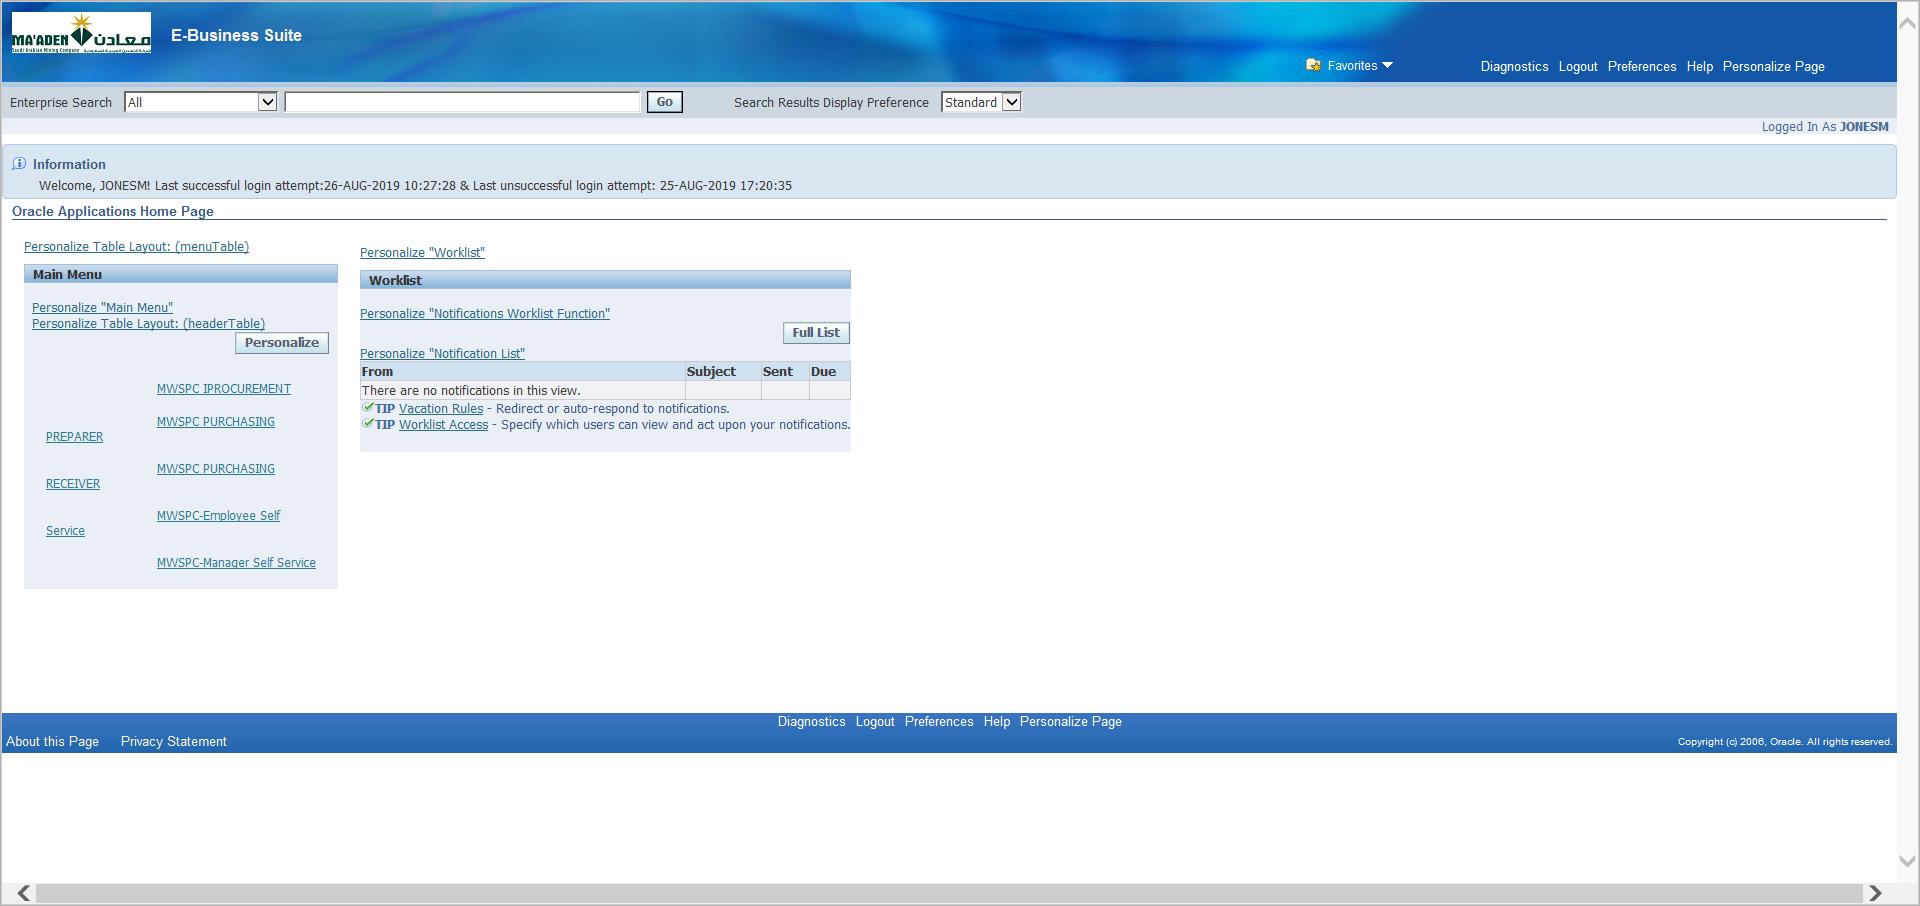 MA'ADEN معادن
Saudi Arabian Mining Company
E-Business Suite
Favorites
Diagnostics Logout Preferences Help Personalize Page
Enterprise Search All Go Search Results Display Preference Standard
Logged In As JONESM
Information
Welcome, JONESM! Last successful login attempt:26-AUG-2019 10:27:28 & Last unsuccessful login attempt: 25-AUG-2019 17:20:35
Oracle Applications Home Page
Personalize Table Layout: (menuTable)
Main Menu
Personalize "Main Menu"
Personalize Table Layout: (headerTable)
Personalize
MWSPC IPROCUREMENT
MWSPC PURCHASING
PREPARER
MWSPC PURCHASING
RECEIVER
MWSPC-Employee Self
Service
MWSPC-Manager Self Service
Personalize "Worklist"
Worklist
Personalize "Notifications Worklist Function"
Full List
Personalize "Notification List"
From Subject Sent Due
There are no notifications in this view.
TIP Vacation Rules - Redirect or auto-respond to notifications.
TIP Worklist Access - Specify which users can view and act upon your notifications.
Diagnostics Logout Preferences Help Personalize Page
About this Page Privacy Statement
Copyright (c) 2006, Oracle. All rights reserved.